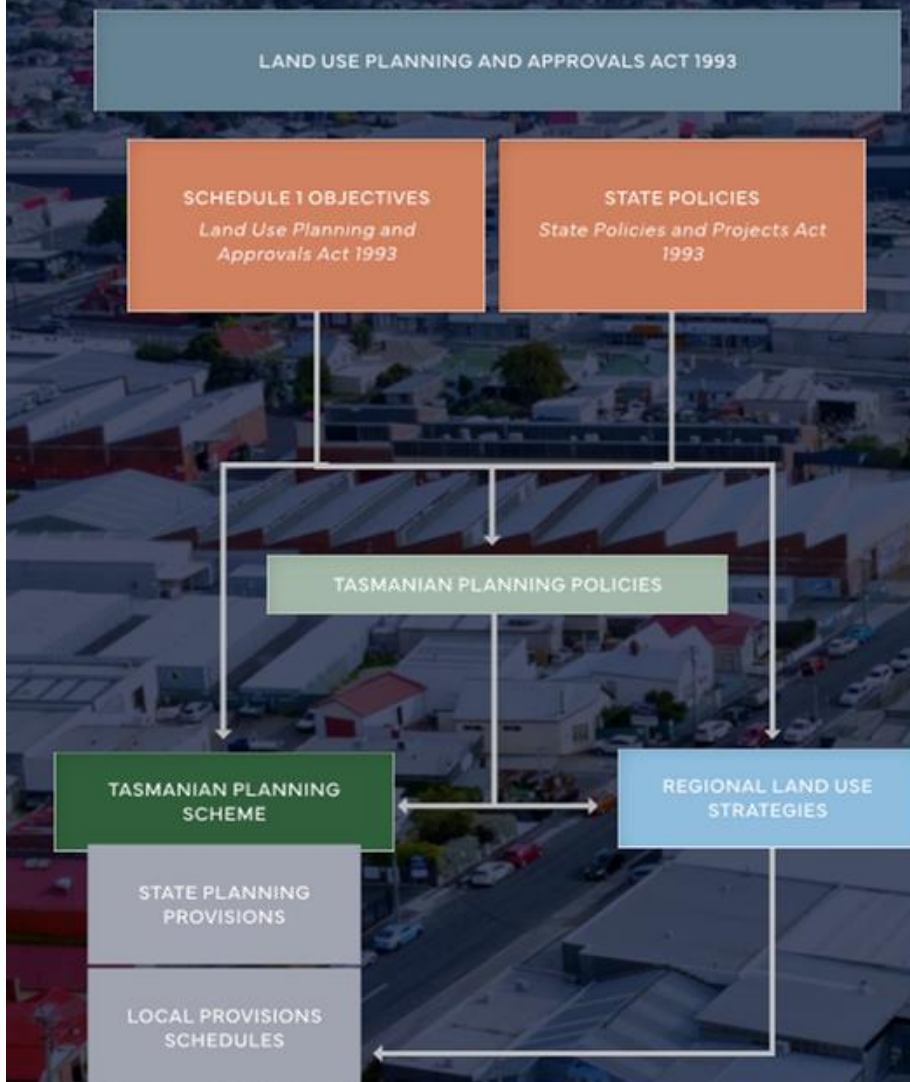 LAND USE PLANNING AND APPROVALS ACT 1993
SCHEDULE 1 OBJECTIVES
Land Use Planning and
Approvals Act 1993
STATE POLICIES
State Policies and Projects Act
1993
TASMANIAN PLANNING POLICIES
TASMANIAN PLANNING
SCHEME
REGIONAL LAND USE
STRATEGIES
STATE PLANNING
PROVISIONS
LOCAL PROVISIONS
SCHEDULES